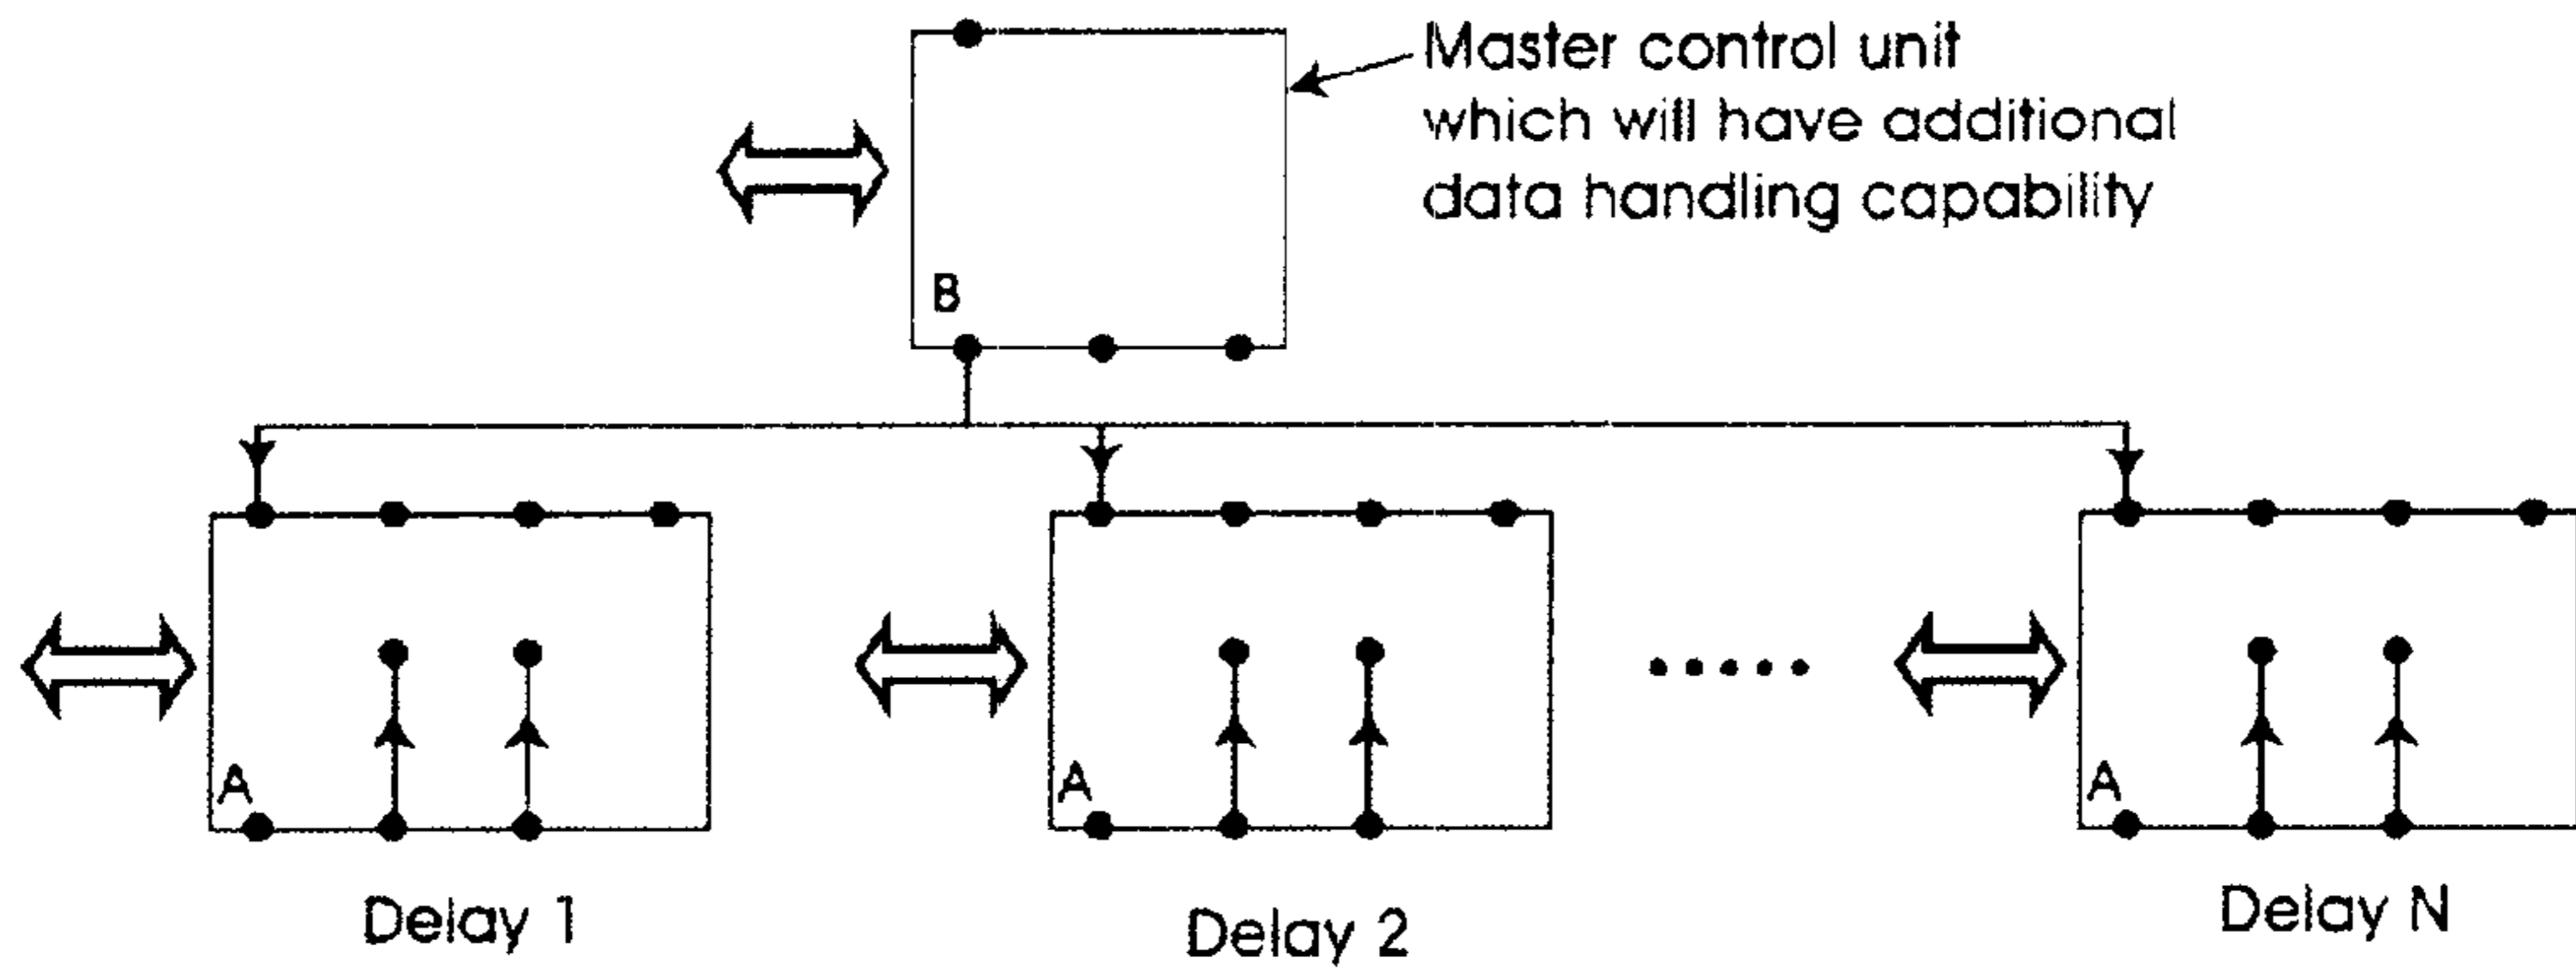 Master control unit
which will have additional
data handling capability
B
A
A
A
Delay 1
Delay 2
Delay N